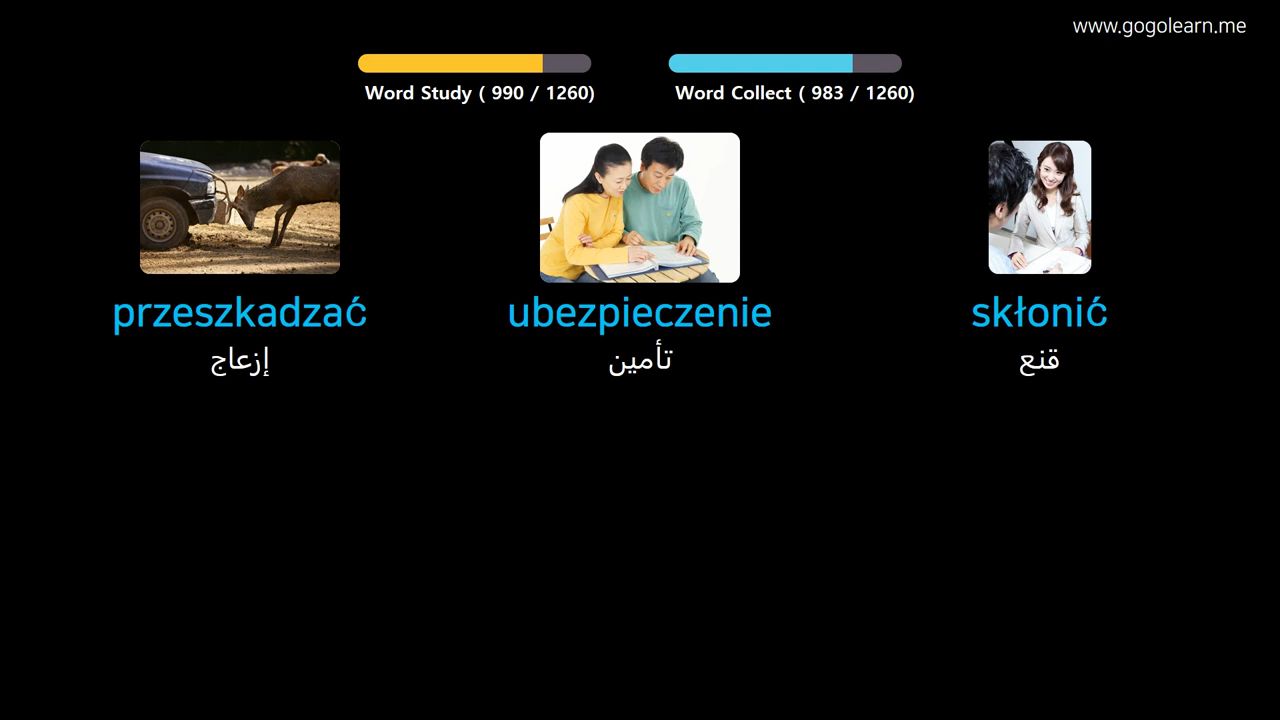 www.gogolearn.me
Word Study ( 990 / 1260)
Word Collect ( 983 / 1260)
przeszkadzać
ubezpieczenie
skłonić
إزعاج
تأمين
قنع